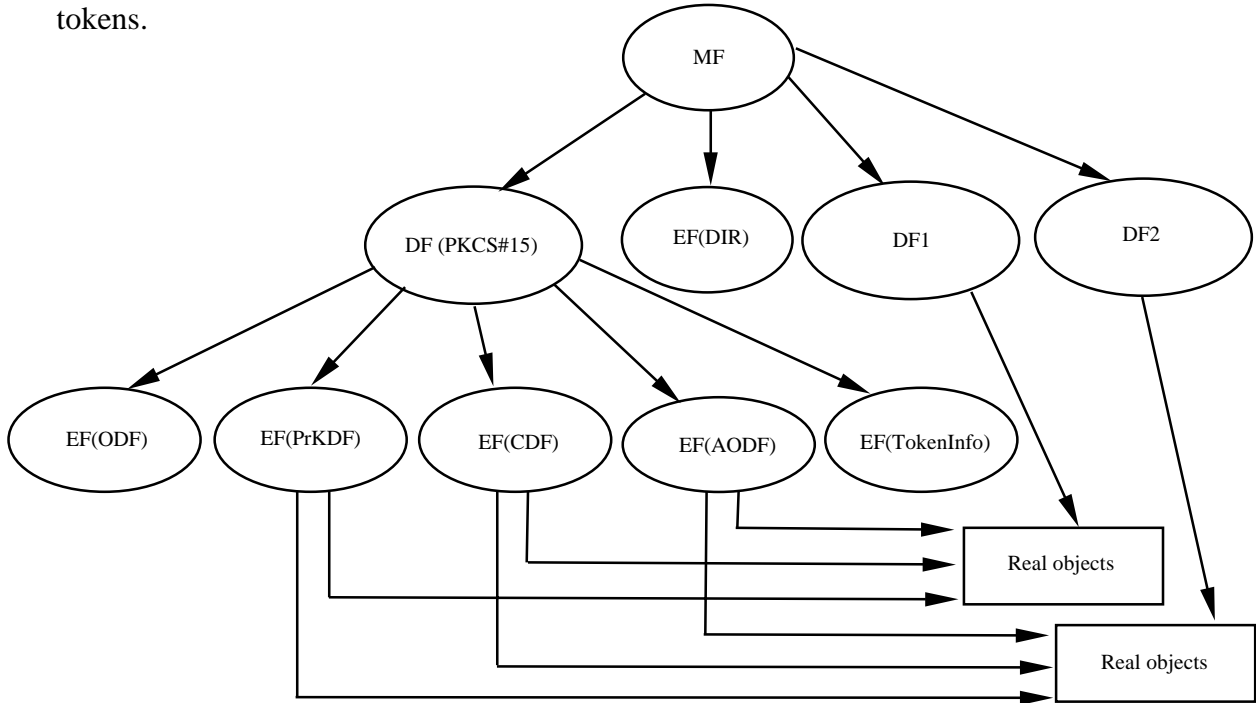 tokens.
MF
DF (PKCS#15)
EF(DIR)
DF1
DF2
EF(ODF)
EF(PrKDF)
EF(CDF)
EF(AODF)
EF(TokenInfo)
Real objects
Real objects